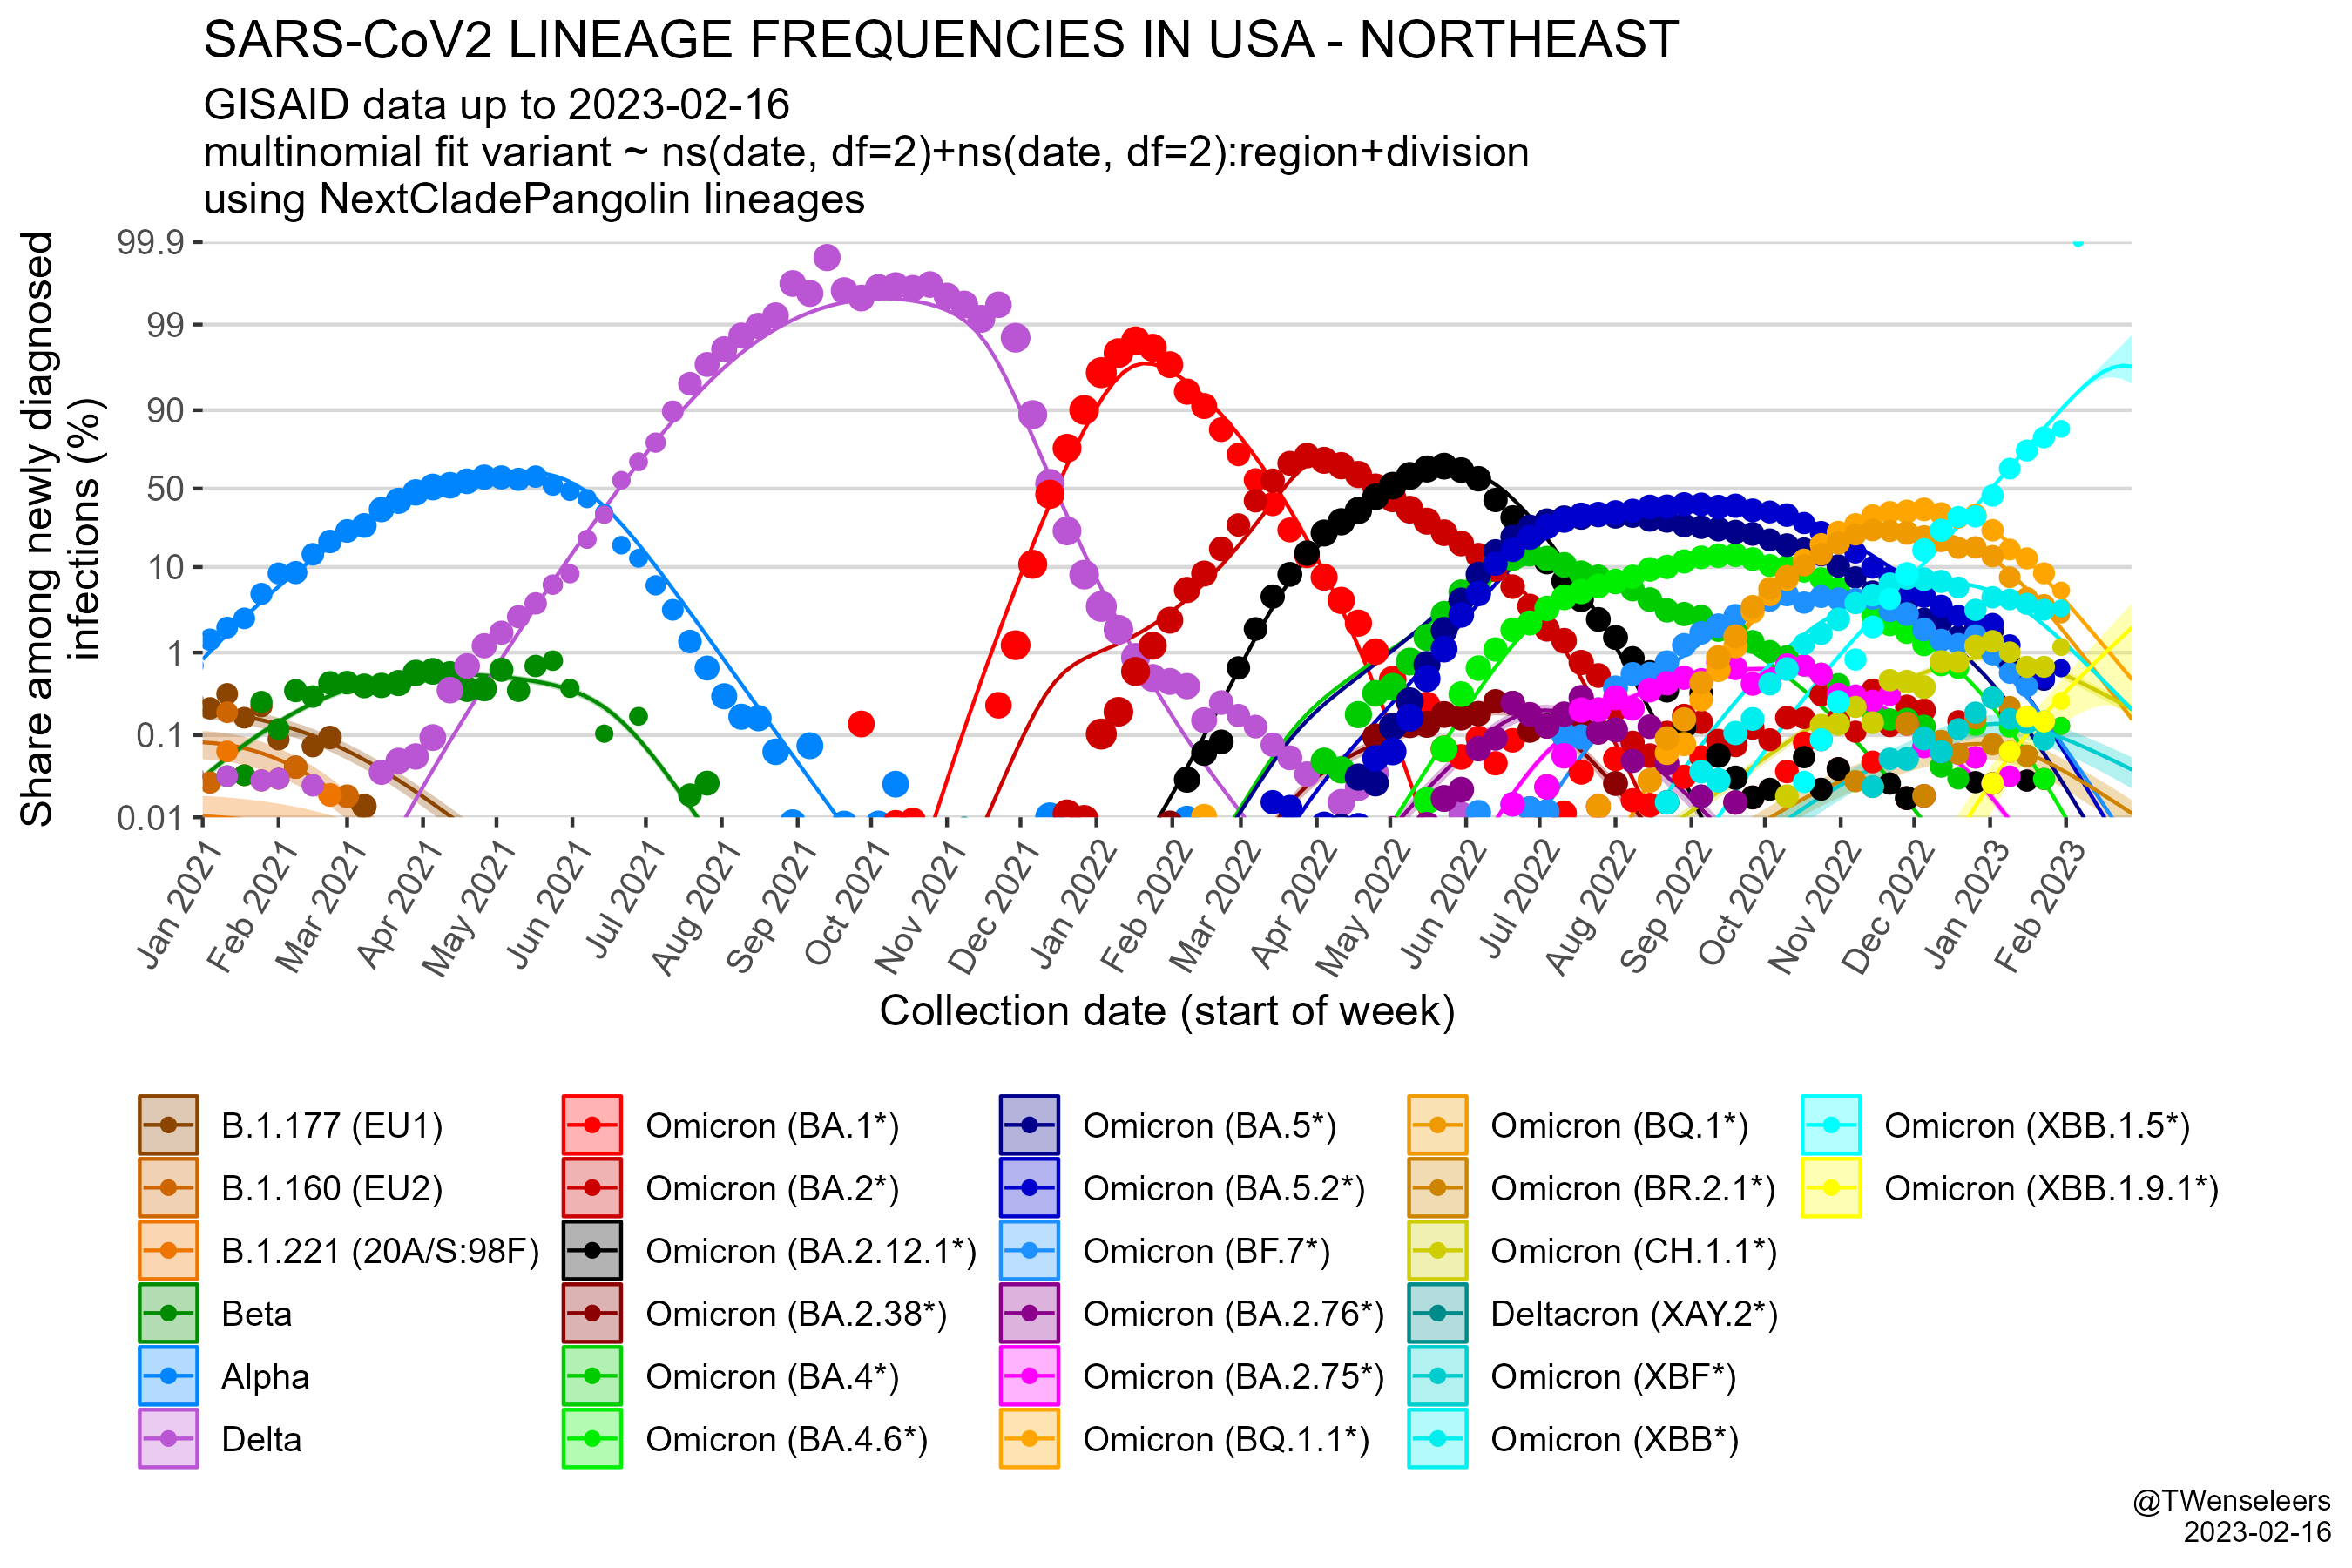 SARS-CoV2 LINEAGE FREQUENCIES IN USA - NORTHEAST
GISAID data up to 2023-02-16
multinomial fit variant ~ ns(date, df=2)+ns(date, df=2):region+division
using NextCladePangolin lineages
Share among newly diagnosed
infections (%)
99.9
99
90
50
10
1
0.1
0.01
Jan 2021
Feb 2021
Mar 2021
Apr 2021
May 2021
Jun 2021
Jul 2021
Aug 2021
Sep 2021
Oct 2021
Nov 2021
Dec 2021
Jan 2022
Feb 2022
Mar 2022
Apr 2022
May 2022
Jun 2022
Jul 2022
Aug 2022
Sep 2022
Oct 2022
Nov 2022
Dec 2022
Jan 2023
Feb 2023
Collection date (start of week)
B.1.177 (EU1)
B.1.160 (EU2)
B.1.221 (20A/S:98F)
Beta
Alpha
Delta
Omicron (BA.1*)
Omicron (BA.2*)
Omicron (BA.2.12.1*)
Omicron (BA.2.38*)
Omicron (BA.4*)
Omicron (BA.4.6*)
Omicron (BA.5*)
Omicron (BA.5.2*)
Omicron (BF.7*)
Omicron (BA.2.76*)
Omicron (BA.2.75*)
Omicron (BQ.1.1*)
Omicron (BQ.1*)
Omicron (BR.2.1*)
Omicron (CH.1.1*)
Deltacron (XAY.2*)
Omicron (XBF*)
Omicron (XBB*)
Omicron (XBB.1.5*)
Omicron (XBB.1.9.1*)
@TWenseleers
2023-02-16